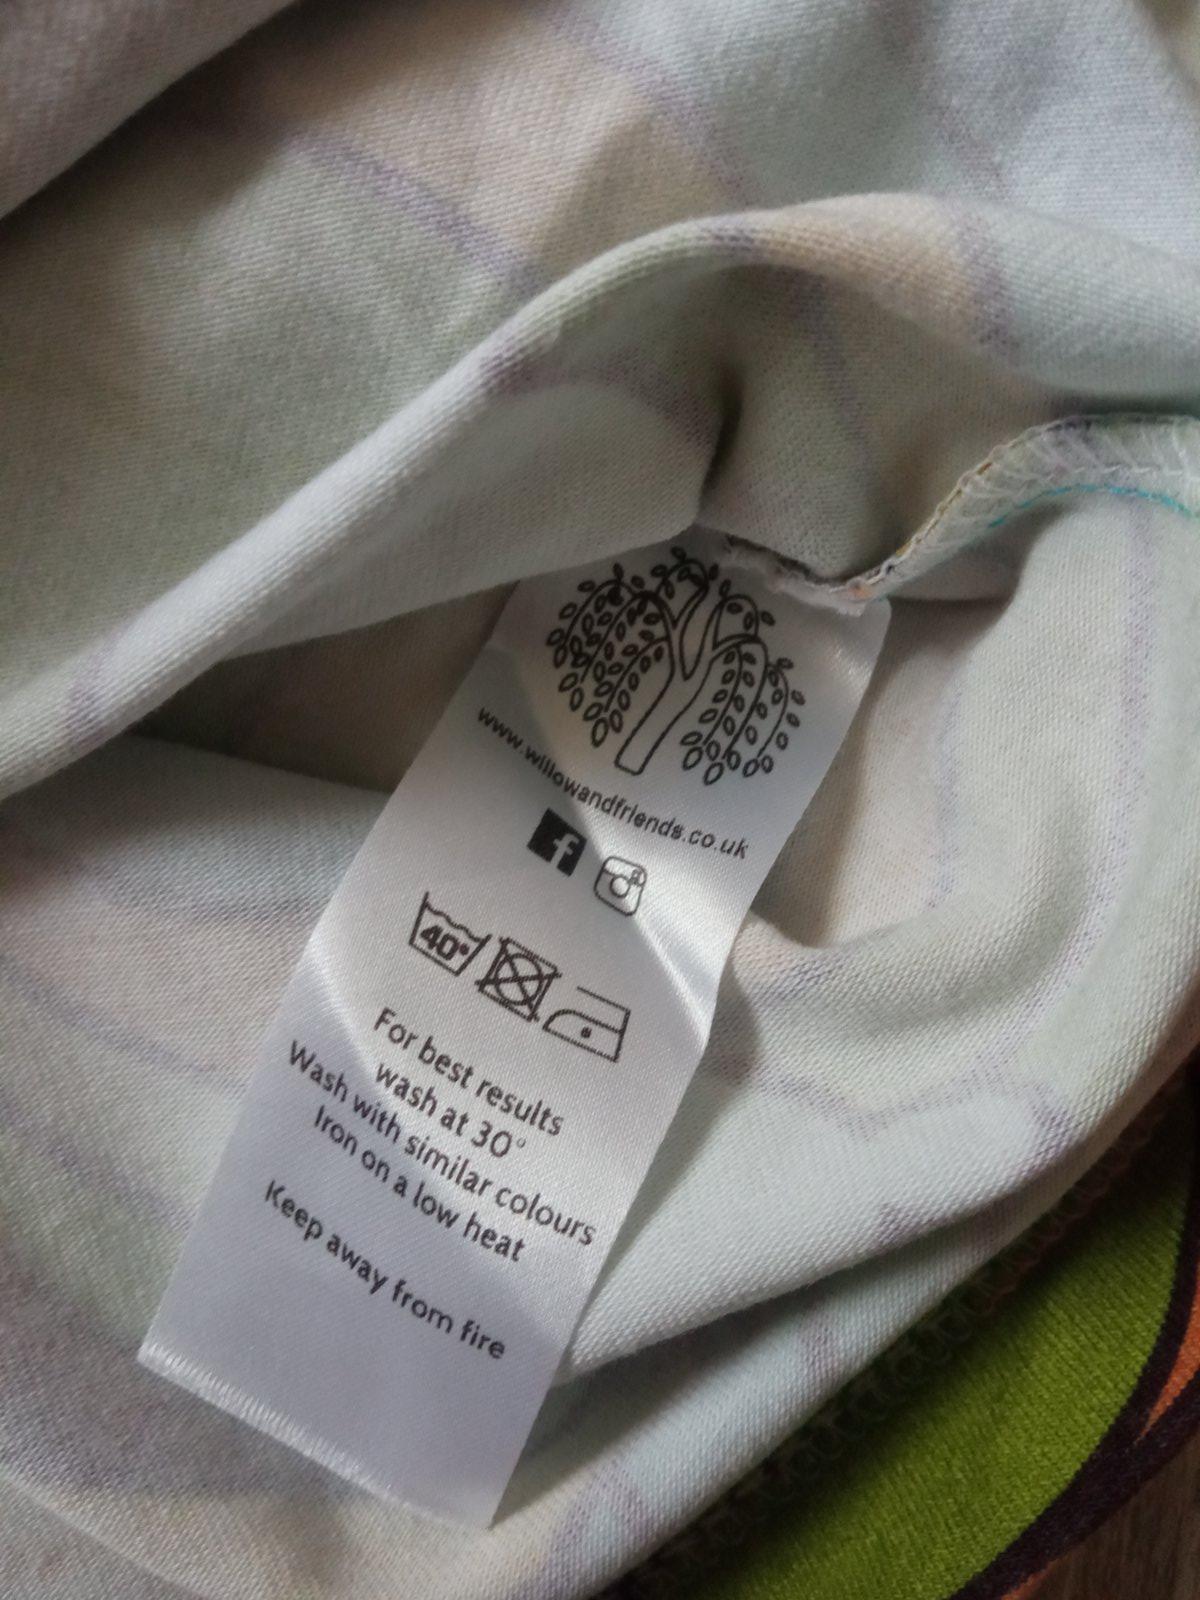 www.willowandfriends.co.uk
f
40°
For best results
wash at 30°
Wash with similar colours
Iron on a low heat
Keep away from fire